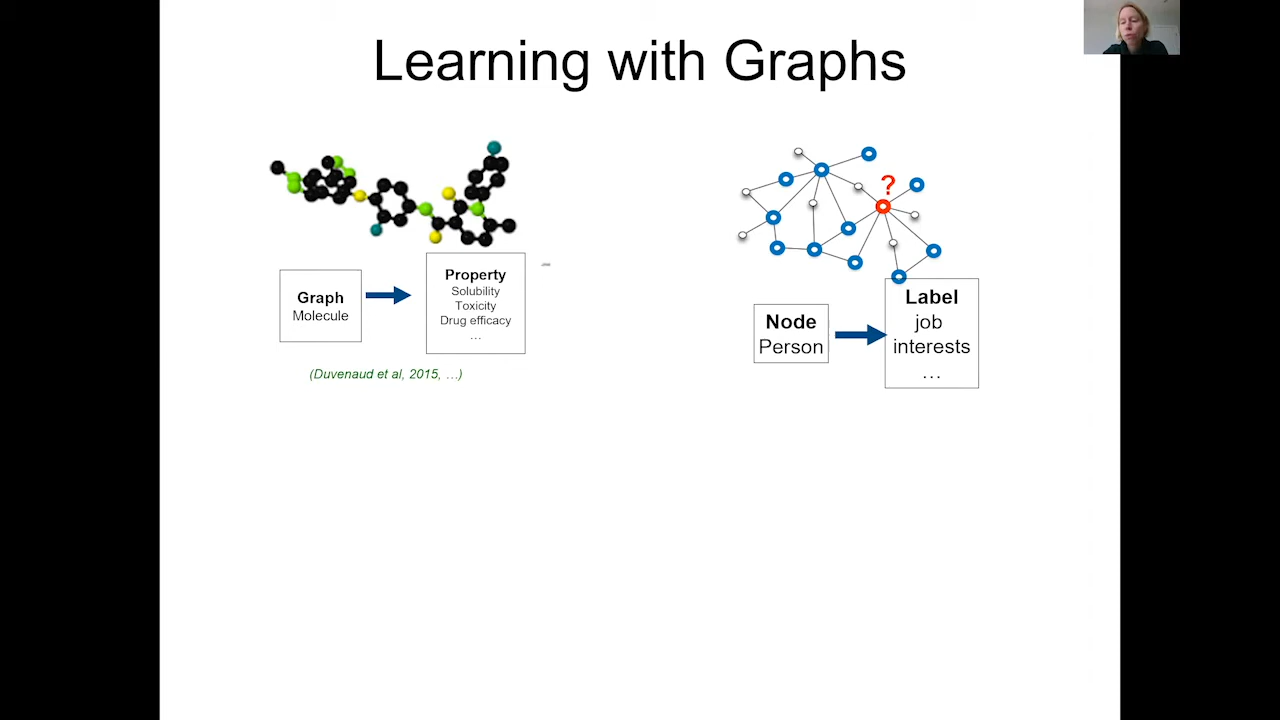 Learning with Graphs
Graph
Molecule
Property
Solubility
Toxicity
Drug efficacy
…
(Duvenaud et al, 2015, …)
?
Node
Person
Label
job
interests
…